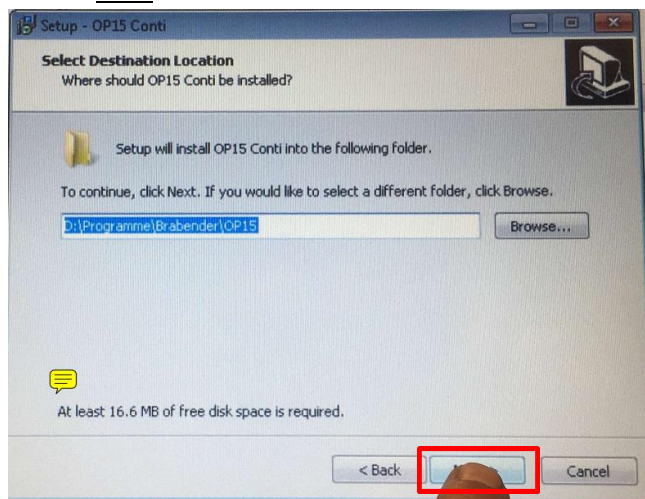 Setup - OP15 Conti
Select Destination Location
Where should OP15 Conti be installed?
Setup will install OP15 Conti into the following folder.
To continue, click Next. If you would like to select a different folder, click Browse.
D:\Programme\Brabender\OP15
Browse...
At least 16.6 MB of free disk space is required.
< Back
Cancel